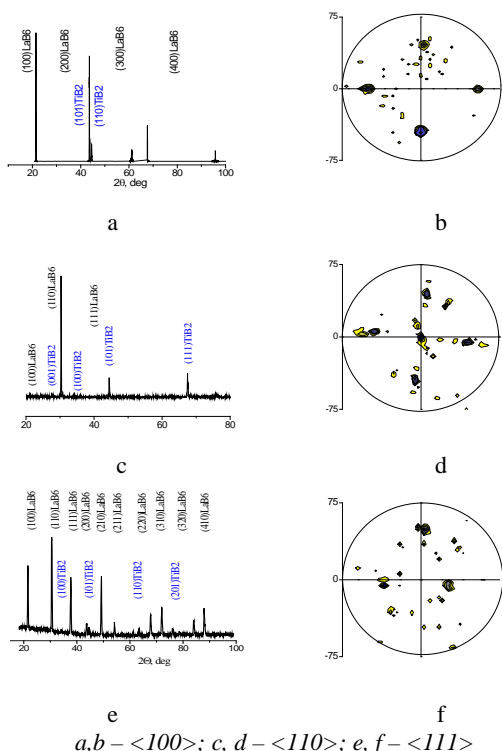 (100)LaB6
(200)LaB6
(300)LaB6
(400)LaB6
(101)TiB2
(110)TiB2
20 40 60 80 100
2θ, deg
a
75
0
-75
b
(100)LaB6
(001)TiB2
(110)LaB6
(100)TiB2
(111)LaB6
(101)TiB2
(111)TiB2
20 40 60 80
c
75
0
-75
d
(100)LaB6
(110)LaB6
(111)LaB6
(200)LaB6
(210)LaB6
(211)LaB6
(220)LaB6
(310)LaB6
(320)LaB6
(410)LaB6
(100)TiB2
(101)TiB2
(110)TiB2
(201)TiB2
20 40 60 80 100
2Θ, deg
e
75
0
-75
f
a,b – <100>; c, d – <110>; e, f – <111>